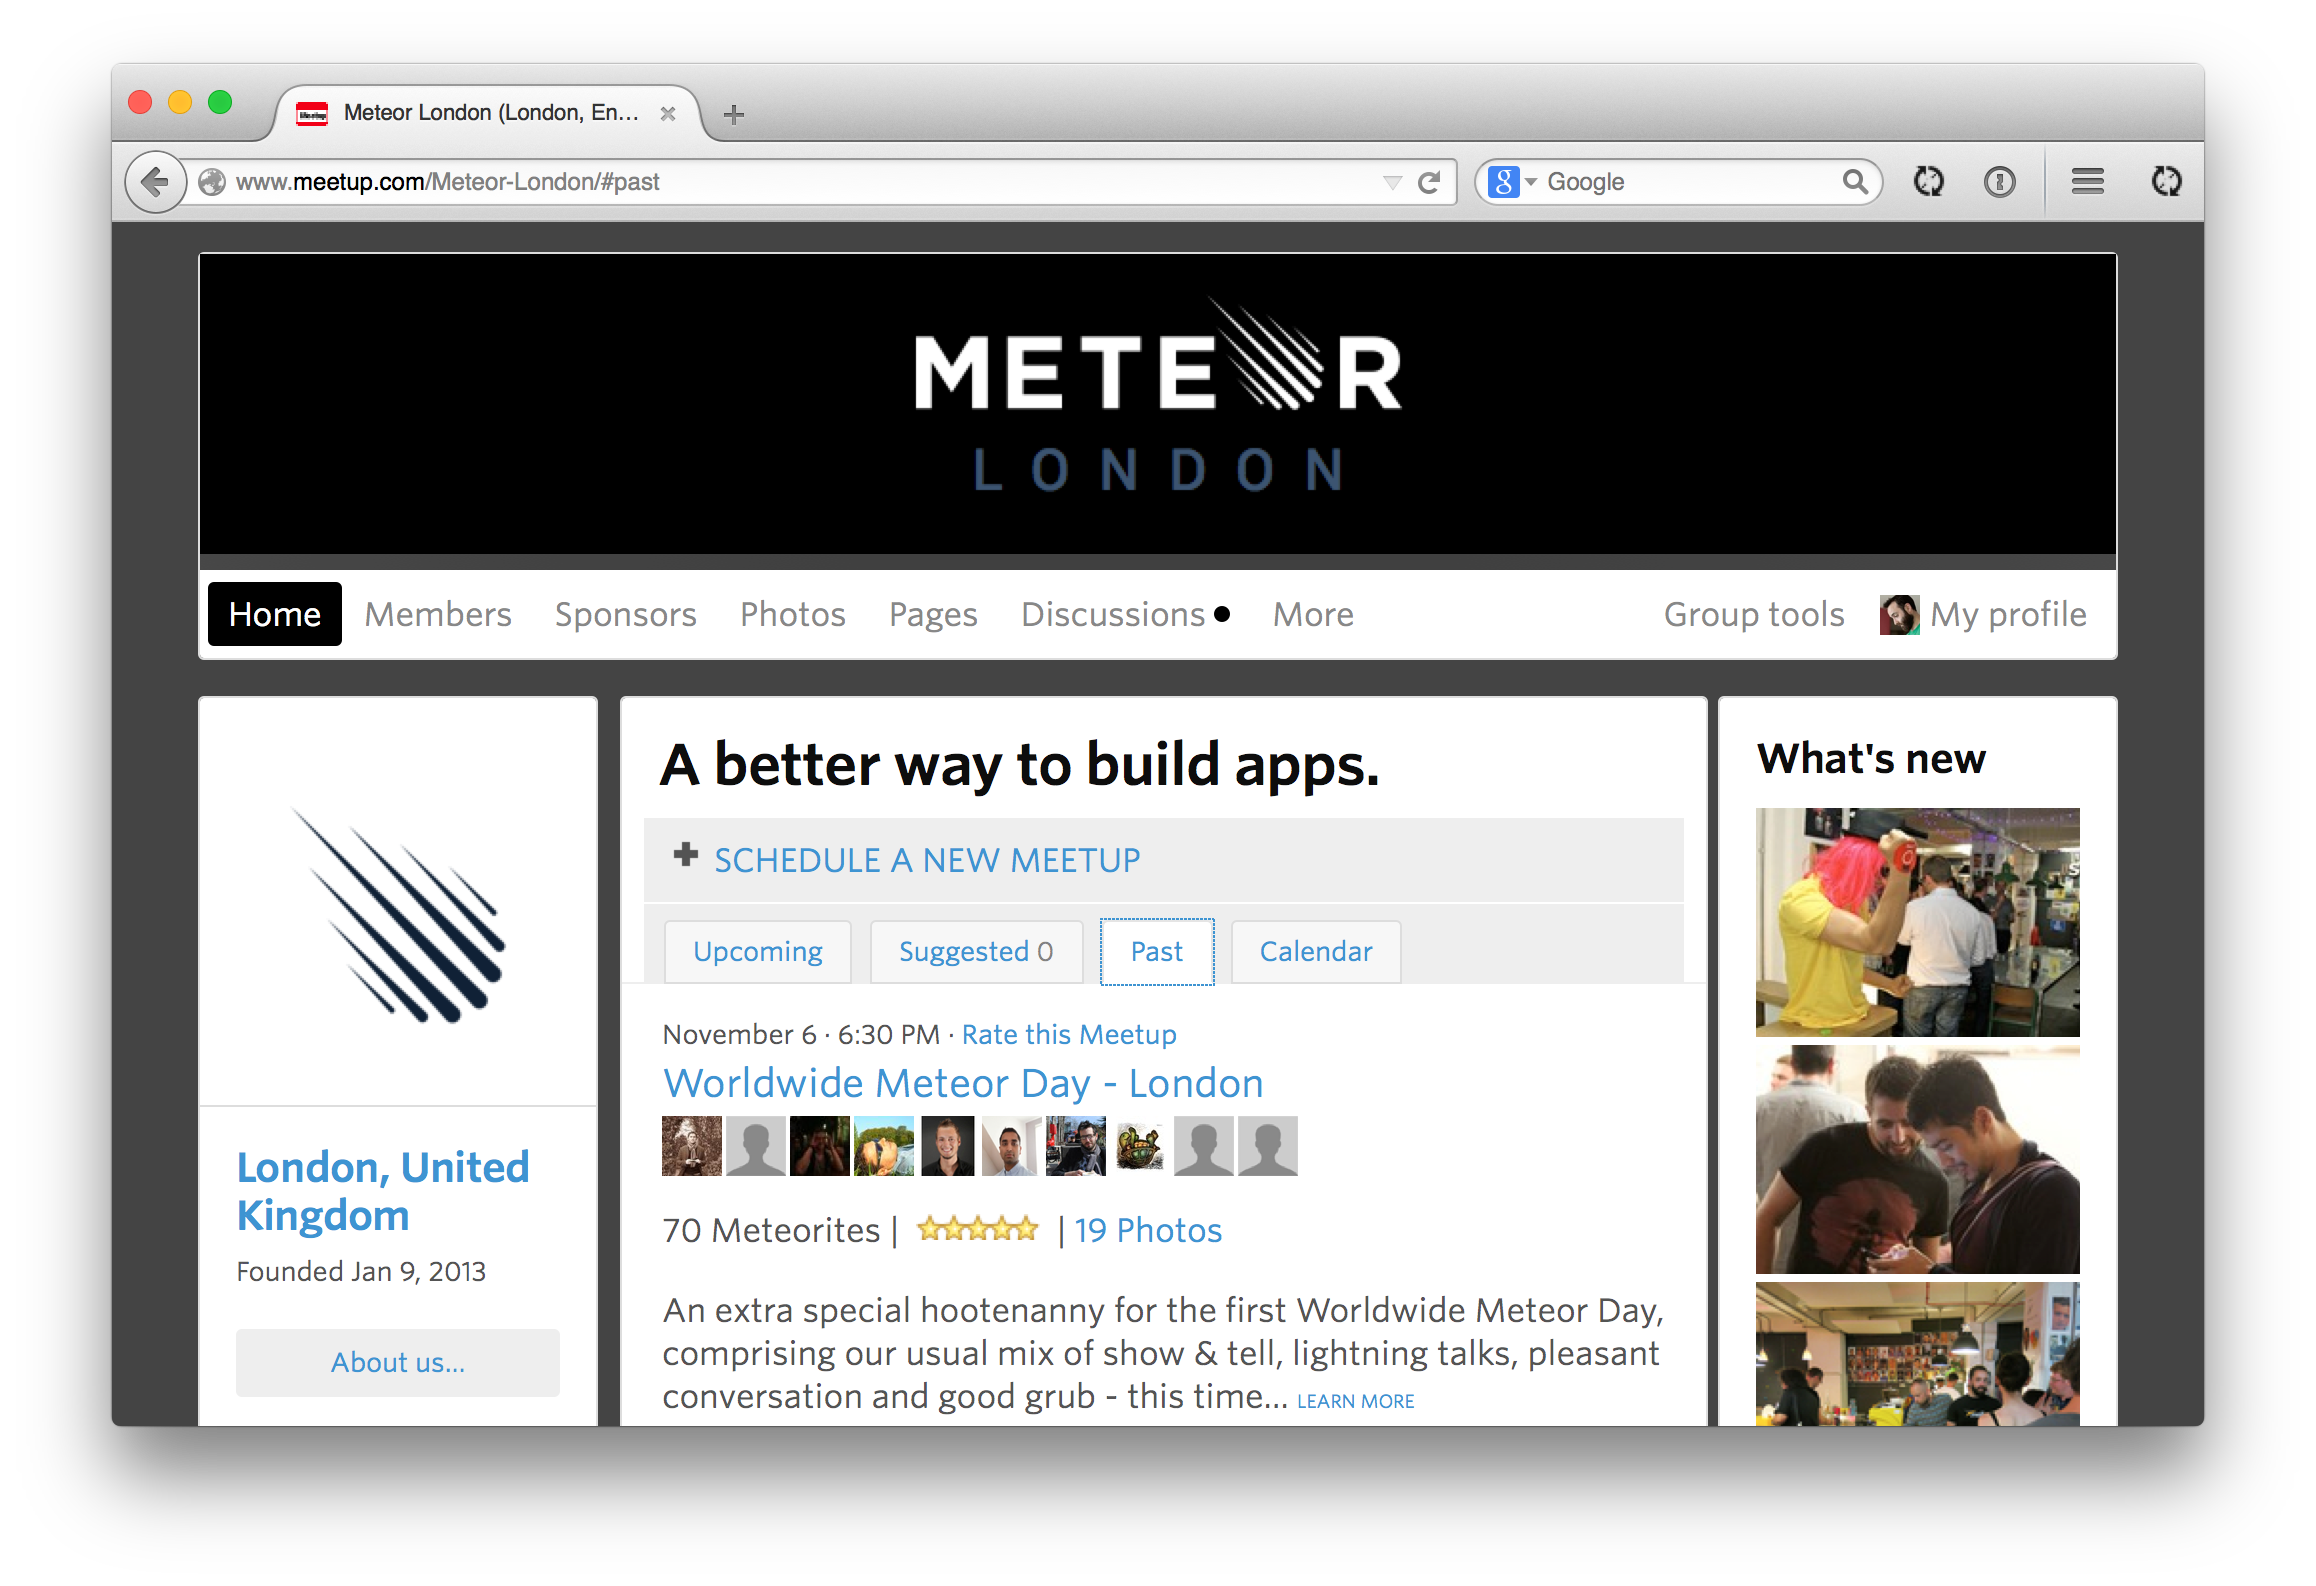 Meteor London (London, En...
www.meetup.com/Meteor-London/#past
Google
METEOR
LONDON
Home Members Sponsors Photos Pages Discussions More Group tools My profile
London, United
Kingdom
Founded Jan 9, 2013
About us...
A better way to build apps.
SCHEDULE A NEW MEETUP
Upcoming Suggested 0 Past Calendar
November 6 · 6:30 PM · Rate this Meetup
Worldwide Meteor Day - London
70 Meteorites | | 19 Photos
An extra special hootenanny for the first Worldwide Meteor Day,
comprising our usual mix of show & tell, lightning talks, pleasant
conversation and good grub - this time... LEARN MORE
What's new